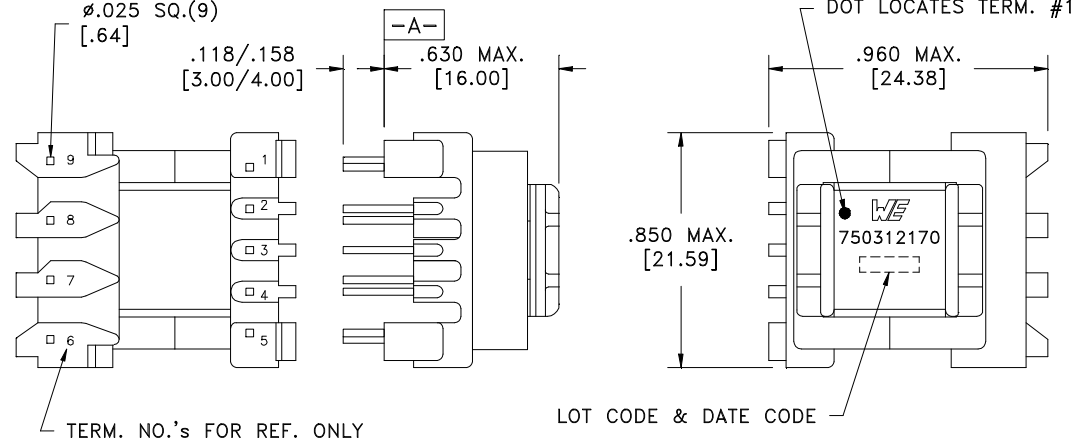 ø.025 SQ.(9)
[.64]
.118/.158
[3.00/4.00]
-A-
.630 MAX.
[16.00]
DOT LOCATES TERM. #1
.960 MAX.
[24.38]
9
8
7
6
1
2
3
4
5
.850 MAX.
[21.59]
WE
750312170
TERM. NO.'s FOR REF. ONLY
LOT CODE & DATE CODE